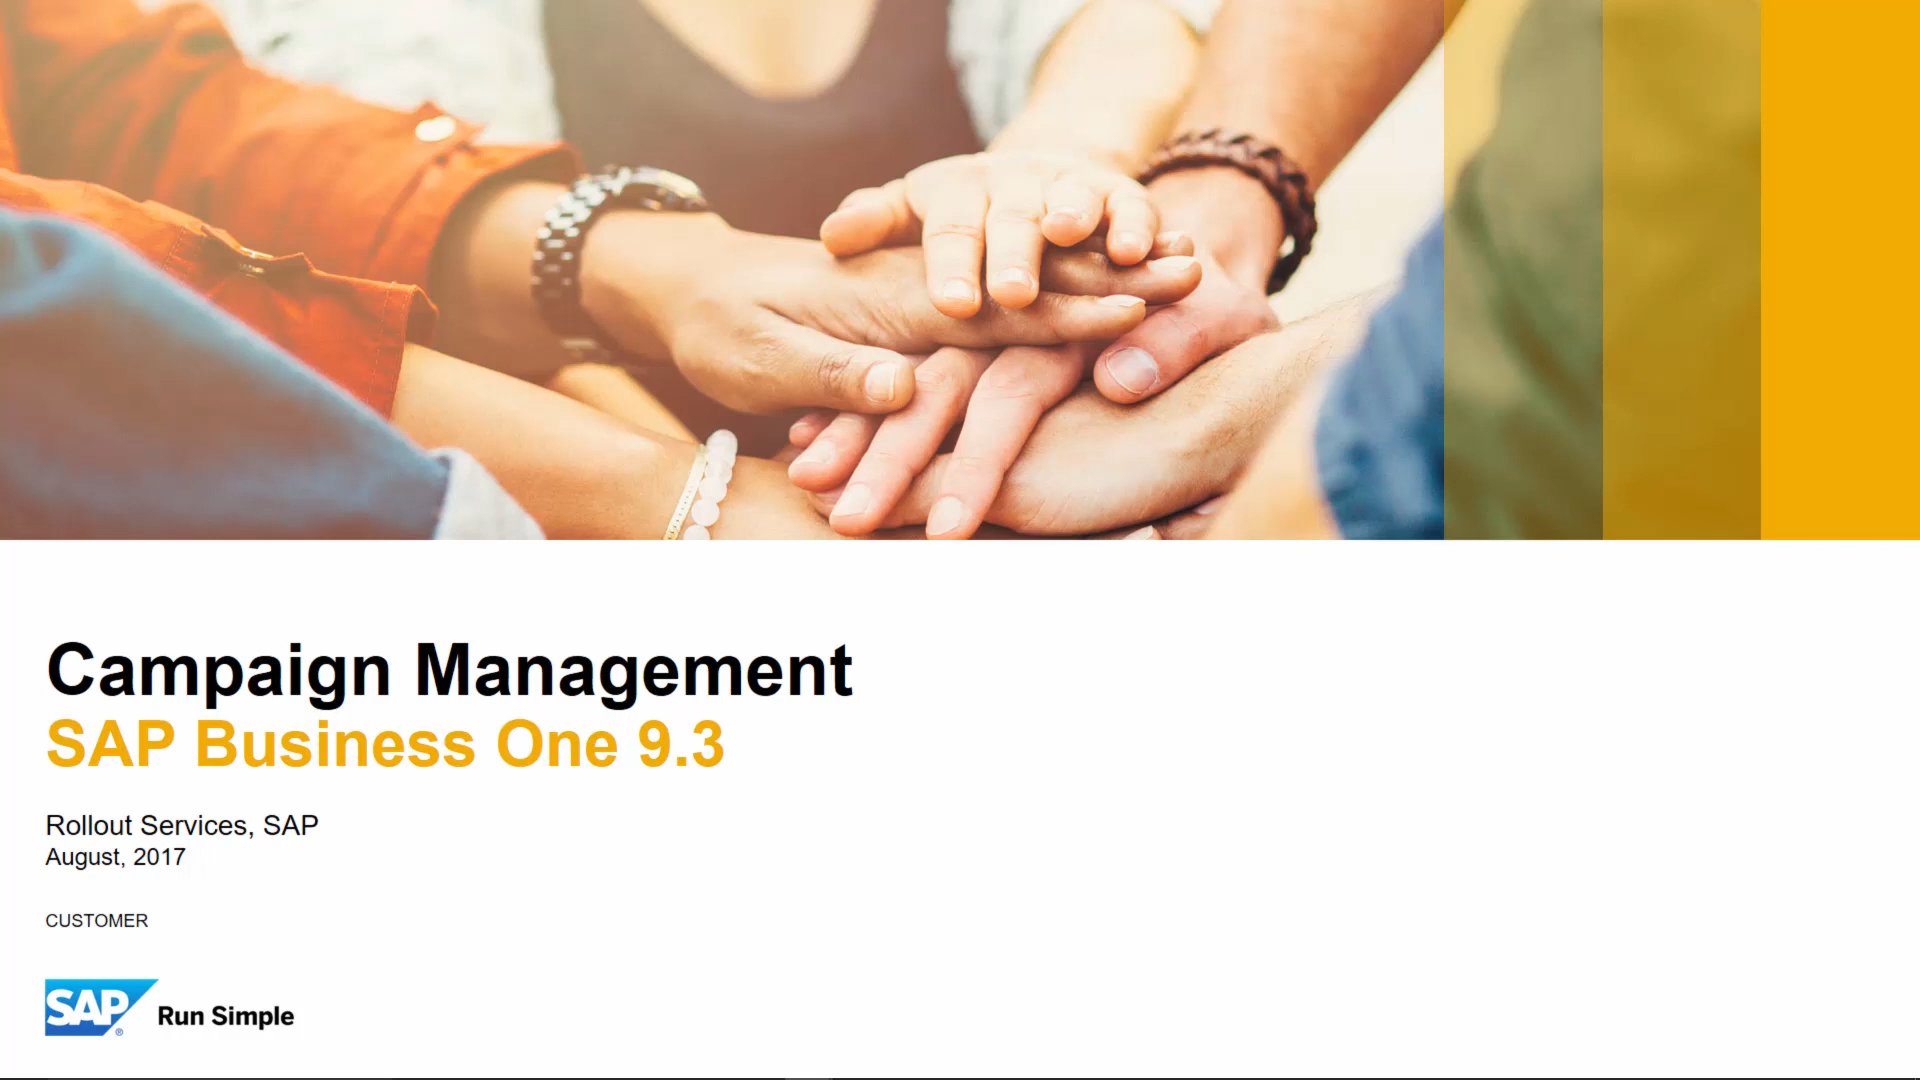 Campaign Management
SAP Business One 9.3
Rollout Services, SAP
August, 2017
CUSTOMER
SAP® Run Simple